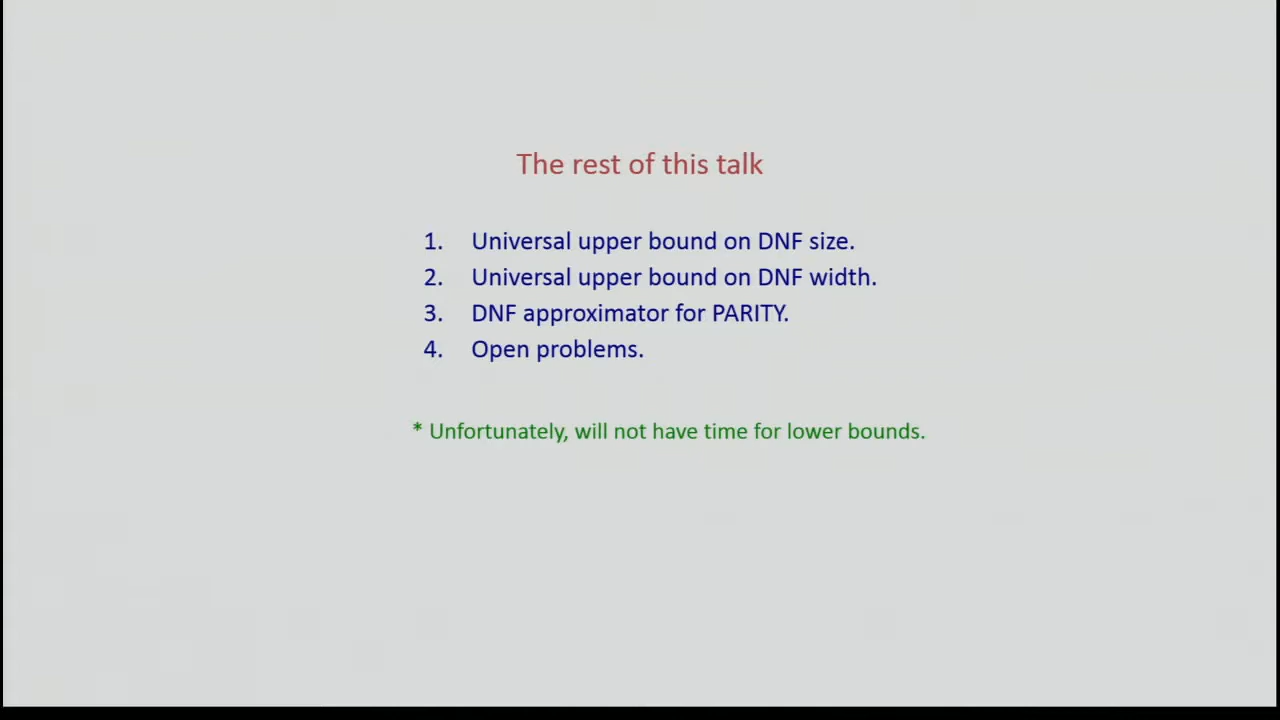 The rest of this talk
1. Universal upper bound on DNF size.
2. Universal upper bound on DNF width.
3. DNF approximator for PARITY.
4. Open problems.
* Unfortunately, will not have time for lower bounds.